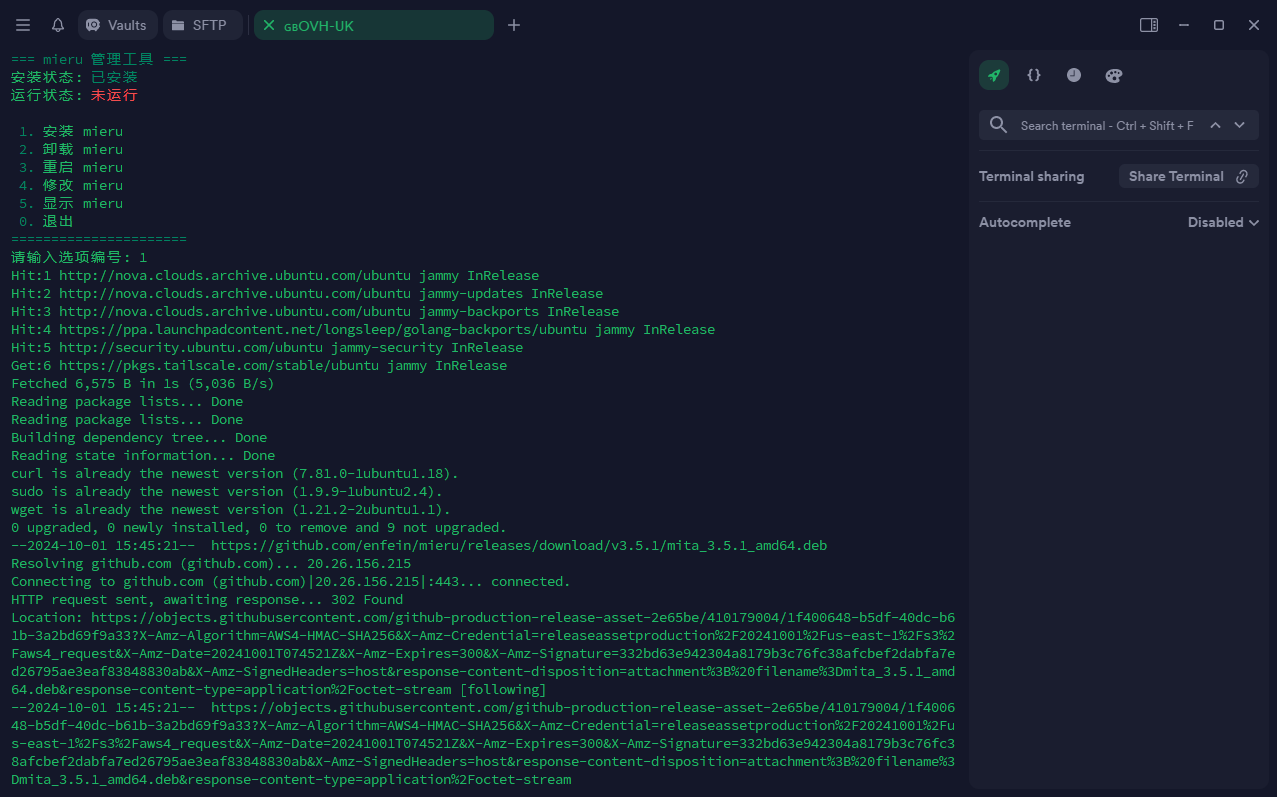 Vaults
SFTP
GBOVH-UK
=== mieru 管理工具 ===
安装状态: 已安装
运行状态: 未运行
1. 安装 mieru
2. 卸载 mieru
3. 重启 mieru
4. 修改 mieru
5. 显示 mieru
0. 退出
======================
请输入选项编号: 1
Hit:1 http://nova.clouds.archive.ubuntu.com/ubuntu jammy InRelease
Hit:2 http://nova.clouds.archive.ubuntu.com/ubuntu jammy-updates InRelease
Hit:3 http://nova.clouds.archive.ubuntu.com/ubuntu jammy-backports InRelease
Hit:4 https://ppa.launchpadcontent.net/longsleep/golang-backports/ubuntu jammy InRelease
Hit:5 http://security.ubuntu.com/ubuntu jammy-security InRelease
Get:6 https://pkgs.tailscale.com/stable/ubuntu jammy InRelease
Fetched 6,575 B in 1s (5,036 B/s)
Reading package lists... Done
Reading package lists... Done
Building dependency tree... Done
Reading state information... Done
curl is already the newest version (7.81.0-1ubuntu1.18).
sudo is already the newest version (1.9.9-1ubuntu2.4).
wget is already the newest version (1.21.2-2ubuntu1.1).
0 upgraded, 0 newly installed, 0 to remove and 9 not upgraded.
--2024-10-01 15:45:21--  https://github.com/enfein/mieru/releases/download/v3.5.1/mita_3.5.1_amd64.deb
Resolving github.com (github.com)... 20.26.156.215
Connecting to github.com (github.com)|20.26.156.215|:443... connected.
HTTP request sent, awaiting response... 302 Found
Location: https://objects.githubusercontent.com/github-production-release-asset-2e65be/410179004/1f400648-b5df-40dc-b6
1b-3a2bd69f9a33?X-Amz-Algorithm=AWS4-HMAC-SHA256&X-Amz-Credential=releaseassetproduction%2F20241001%2Fus-east-1%2Fs3%2
Faws4_request&X-Amz-Date=20241001T074521Z&X-Amz-Expires=300&X-Amz-Signature=332bd63e942304a8179b3c76fc38afcbef2dabfa7e
d26795ae3eaf83848830ab&X-Amz-SignedHeaders=host&response-content-disposition=attachment%3B%20filename%3Dmita_3.5.1_amd
64.deb&response-content-type=application%2Foctet-stream [following]
--2024-10-01 15:45:21--  https://objects.githubusercontent.com/github-production-release-asset-2e65be/410179004/1f4006
48-b5df-40dc-b61b-3a2bd69f9a33?X-Amz-Algorithm=AWS4-HMAC-SHA256&X-Amz-Credential=releaseassetproduction%2F20241001%2Fu
s-east-1%2Fs3%2Faws4_request&X-Amz-Date=20241001T074521Z&X-Amz-Expires=300&X-Amz-Signature=332bd63e942304a8179b3c76fc3
8afcbef2dabfa7ed26795ae3eaf83848830ab&X-Amz-SignedHeaders=host&response-content-disposition=attachment%3B%20filename%3
Dmita_3.5.1_amd64.deb&response-content-type=application%2Foctet-stream
Search terminal - Ctrl + Shift + F
Terminal sharing
Share Terminal
Autocomplete
Disabled